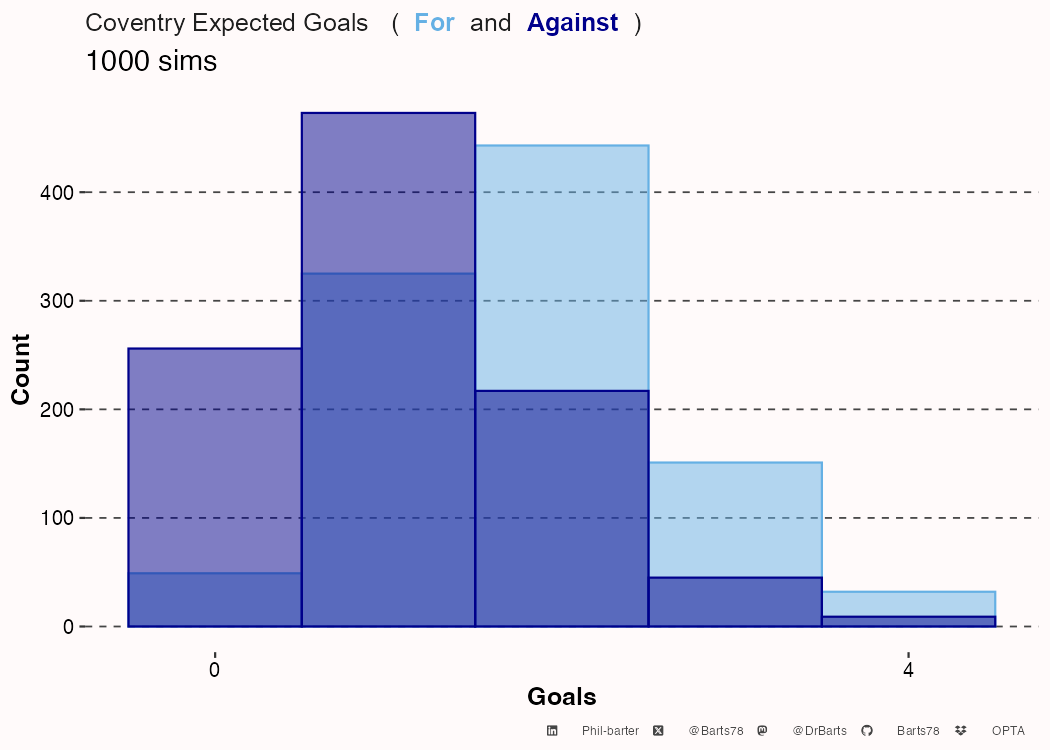 Coventry Expected Goals ( For and Against )
1000 sims
Count
400
300
200
100
0
0 4
Goals
Phil-barter @Barts78 @DrBarts Barts78 OPTA